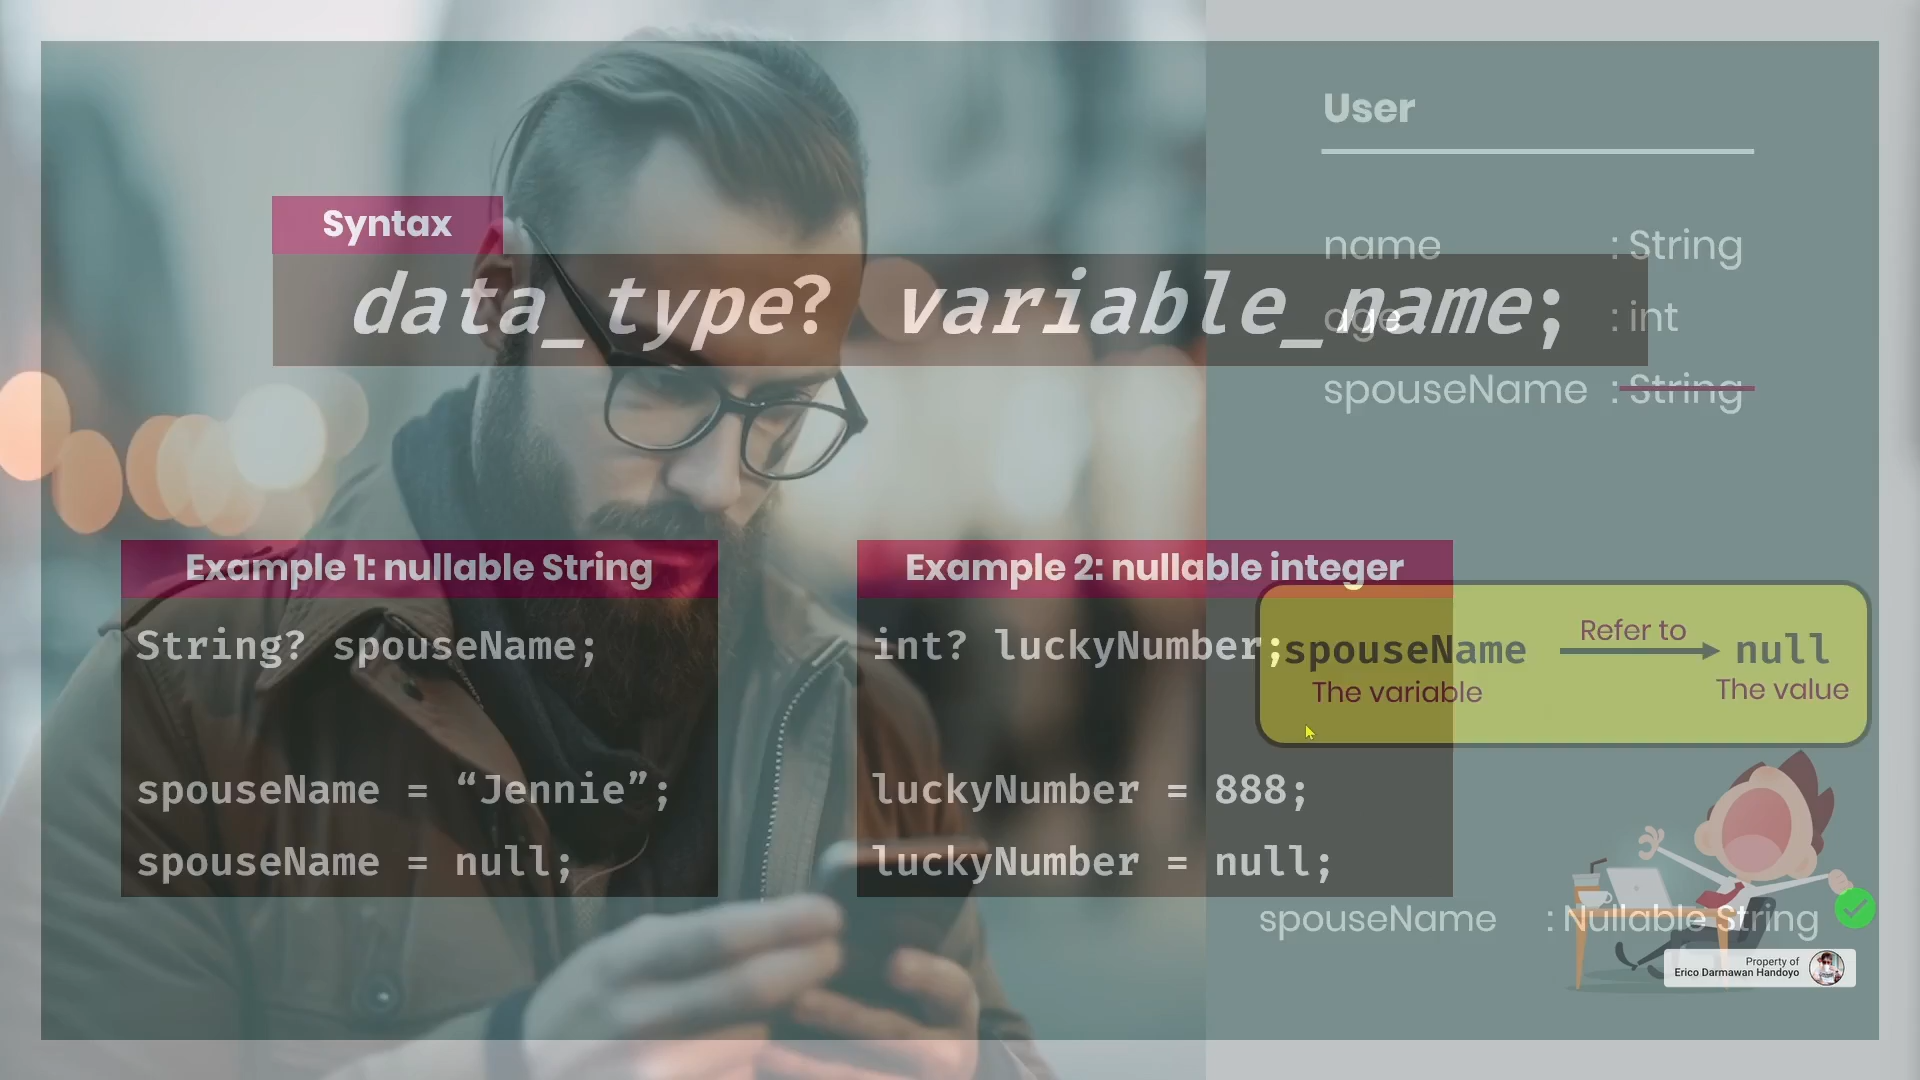 User
Syntax
name : String
data_type? variable_name;
age : int
spouseName : String
Example 1: nullable String
Example 2: nullable integer
String? spouseName;
int? luckyNumber;
spouseName
Refer to
null
The variable
The value
spouseName = “Jennie”;
luckyNumber = 888;
spouseName = null;
luckyNumber = null;
spouseName : Nullable String
Property of
Erico Darmawan Handoyo